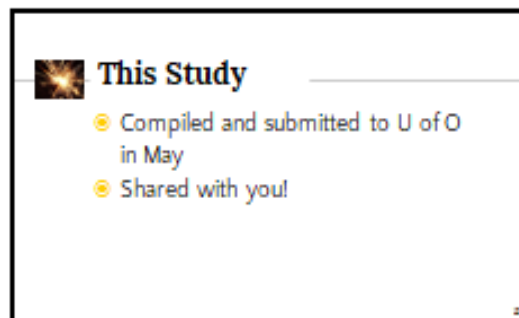 This Study
Compiled and submitted to U of O
in May
Shared with you!